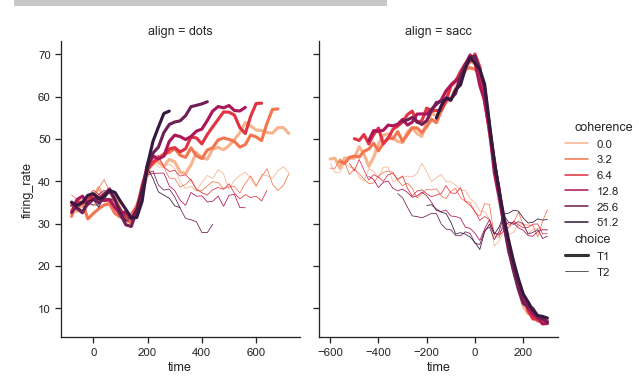 align = dots
align = sacc
70
60
50
40
30
20
10
firing_rate
0
200
400
600
time
−600
−400
−200
0
200
time
coherence
0.0
3.2
6.4
12.8
25.6
51.2
choice
T1
T2